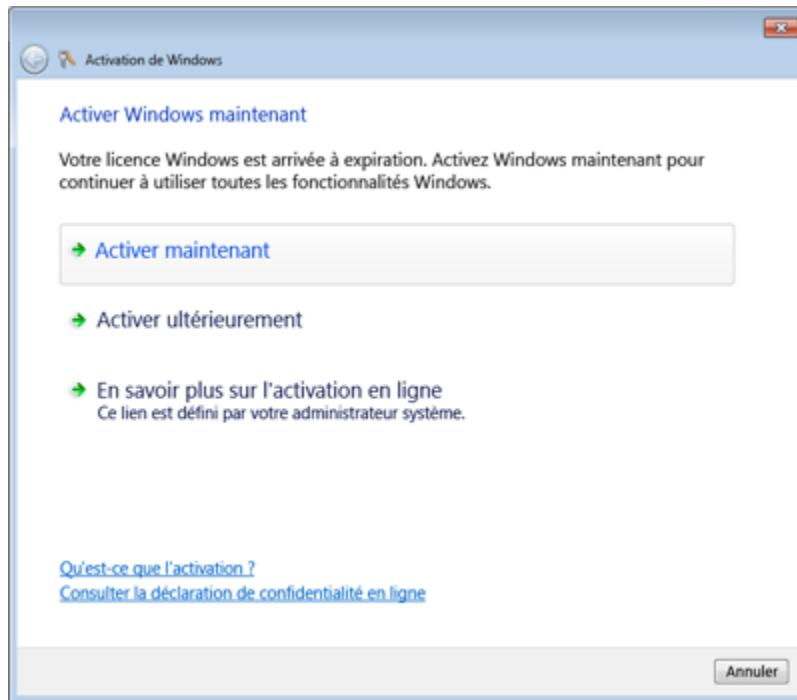 Activation de Windows
Activer Windows maintenant
Votre licence Windows est arrivée à expiration. Activez Windows maintenant pour
continuer à utiliser toutes les fonctionnalités Windows.
Activer maintenant
Activer ultérieurement
En savoir plus sur l'activation en ligne
Ce lien est défini par votre administrateur système.
Qu'est-ce que l'activation ?
Consulter la déclaration de confidentialité en ligne
Annuler